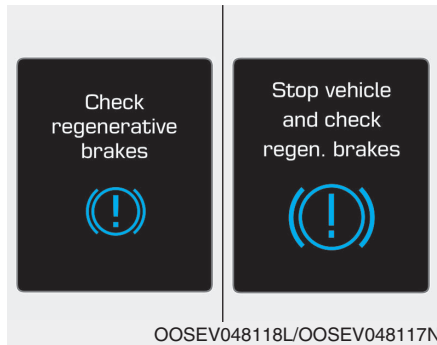 Check
regenerative
brakes
Stop vehicle
and check
regen. brakes
OOSEV048118L/OOSEV048117N